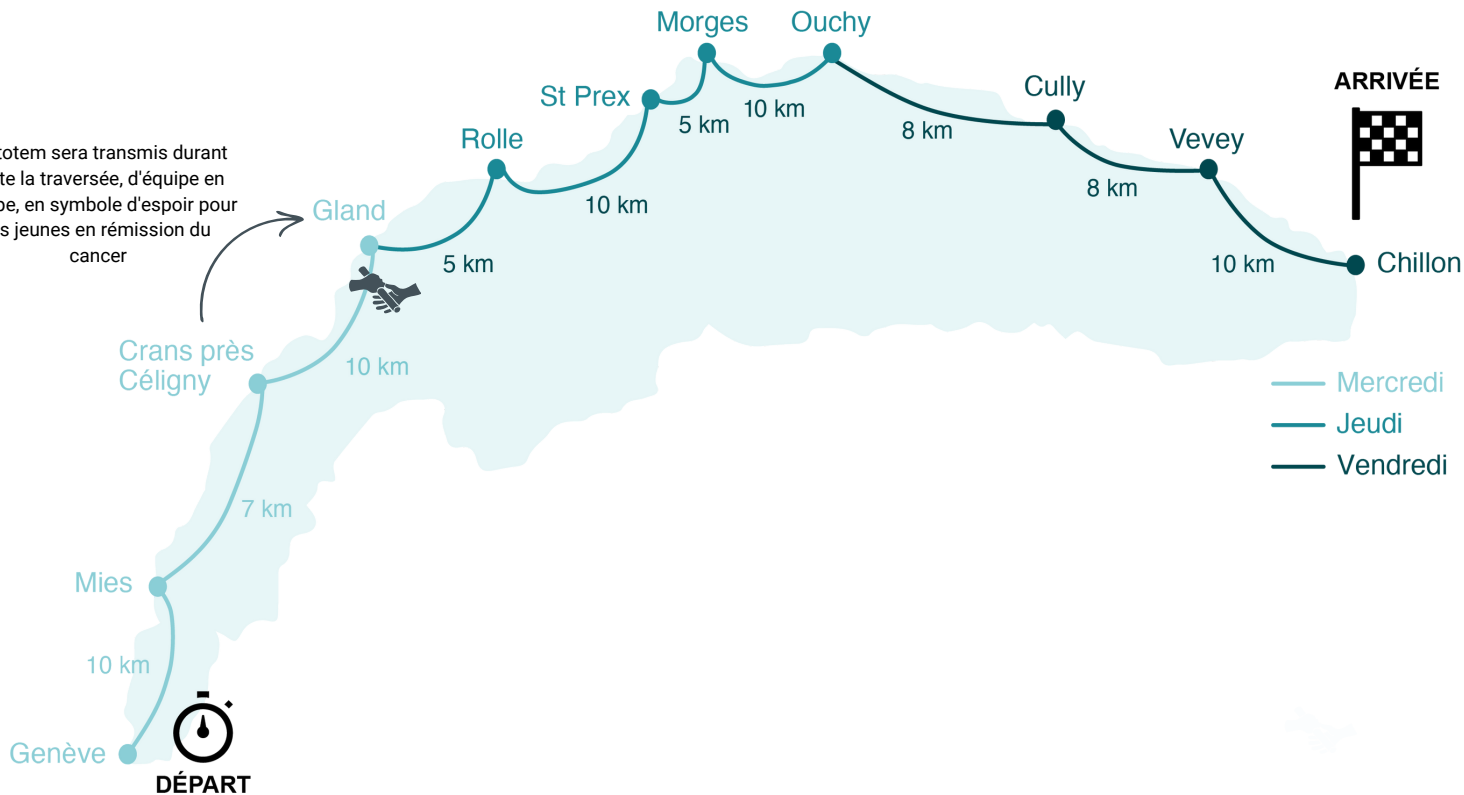 Morges
Ouchy
St Prex
5 km
10 km
8 km
Cully
ARRIVÉE
Rolle
10 km
8 km
Vevey
totem sera transmis durant
te la traversée, d'équipe en
pe, en symbole d'espoir pour
s jeunes en rémission du
cancer
Gland
5 km
10 km
Chillon
Crans près
Céligny
10 km
Mercredi
Jeudi
Vendredi
7 km
Mies
10 km
Genève
DÉPART